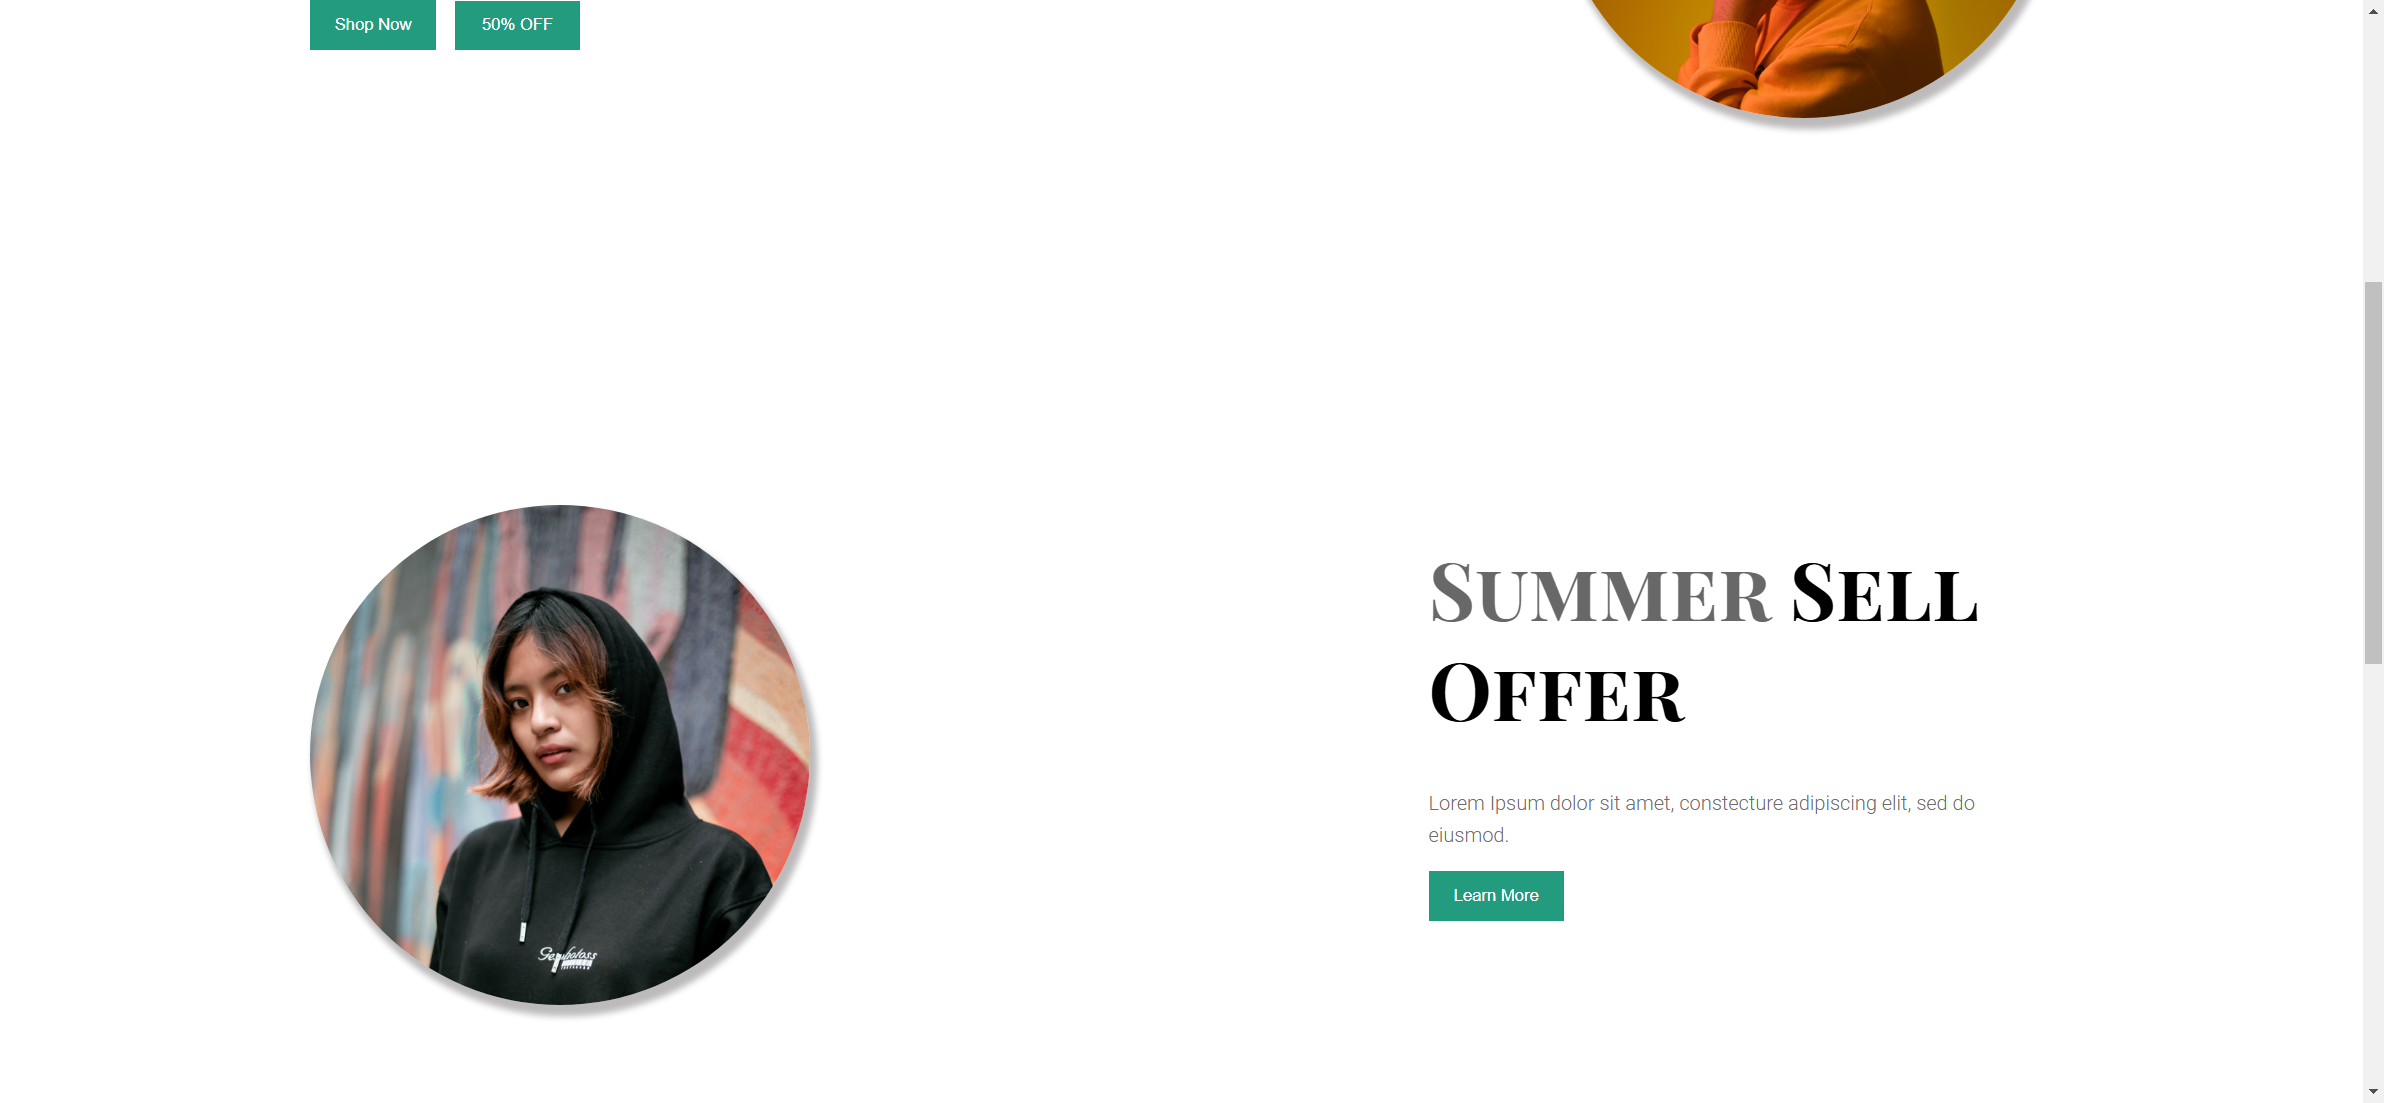 Shop Now
50% OFF
Summer Sell
Offer
Lorem Ipsum dolor sit amet, constecture adipiscing elit, sed do
eiusmod.
Learn More